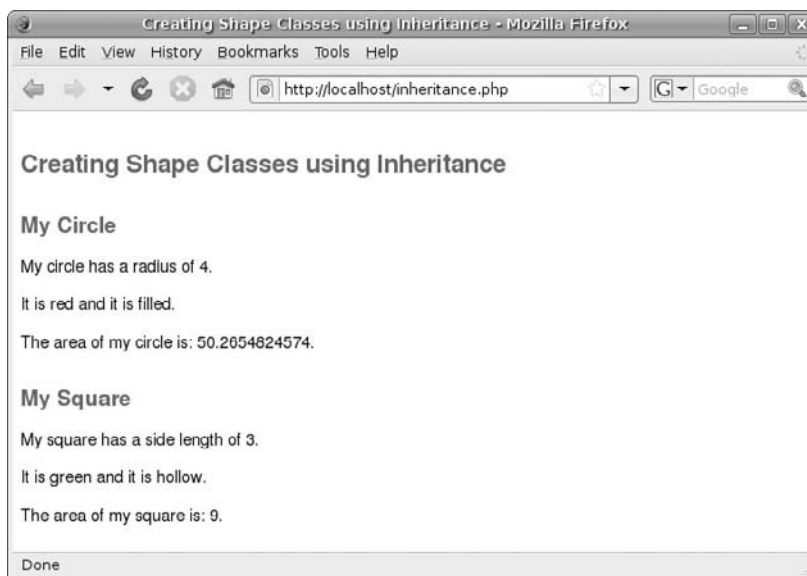 Creating Shape Classes using Inheritance - Mozilla Firefox
File Edit View History Bookmarks Tools Help
http://localhost/inheritance.php G Google
Creating Shape Classes using Inheritance
My Circle
My circle has a radius of 4.
It is red and it is filled.
The area of my circle is: 50.2654824574.
My Square
My square has a side length of 3.
It is green and it is hollow.
The area of my square is: 9.
Done